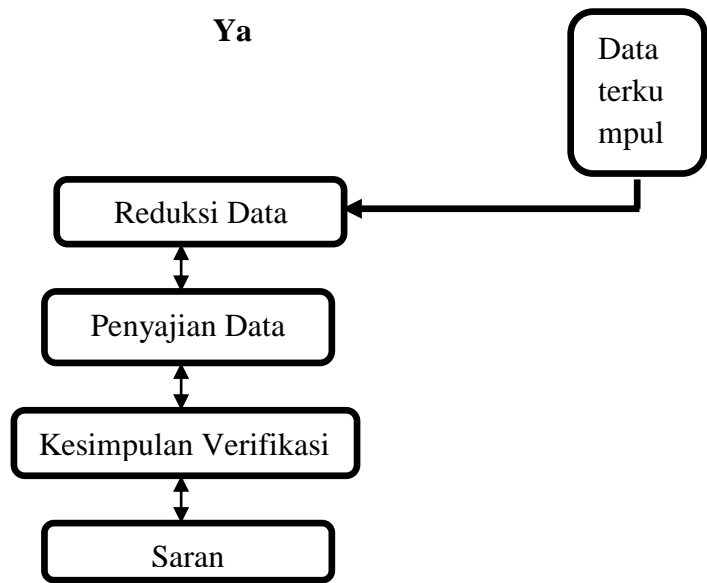 Ya
Data
terku
mpul
Reduksi Data
Penyajian Data
Kesimpulan Verifikasi
Saran